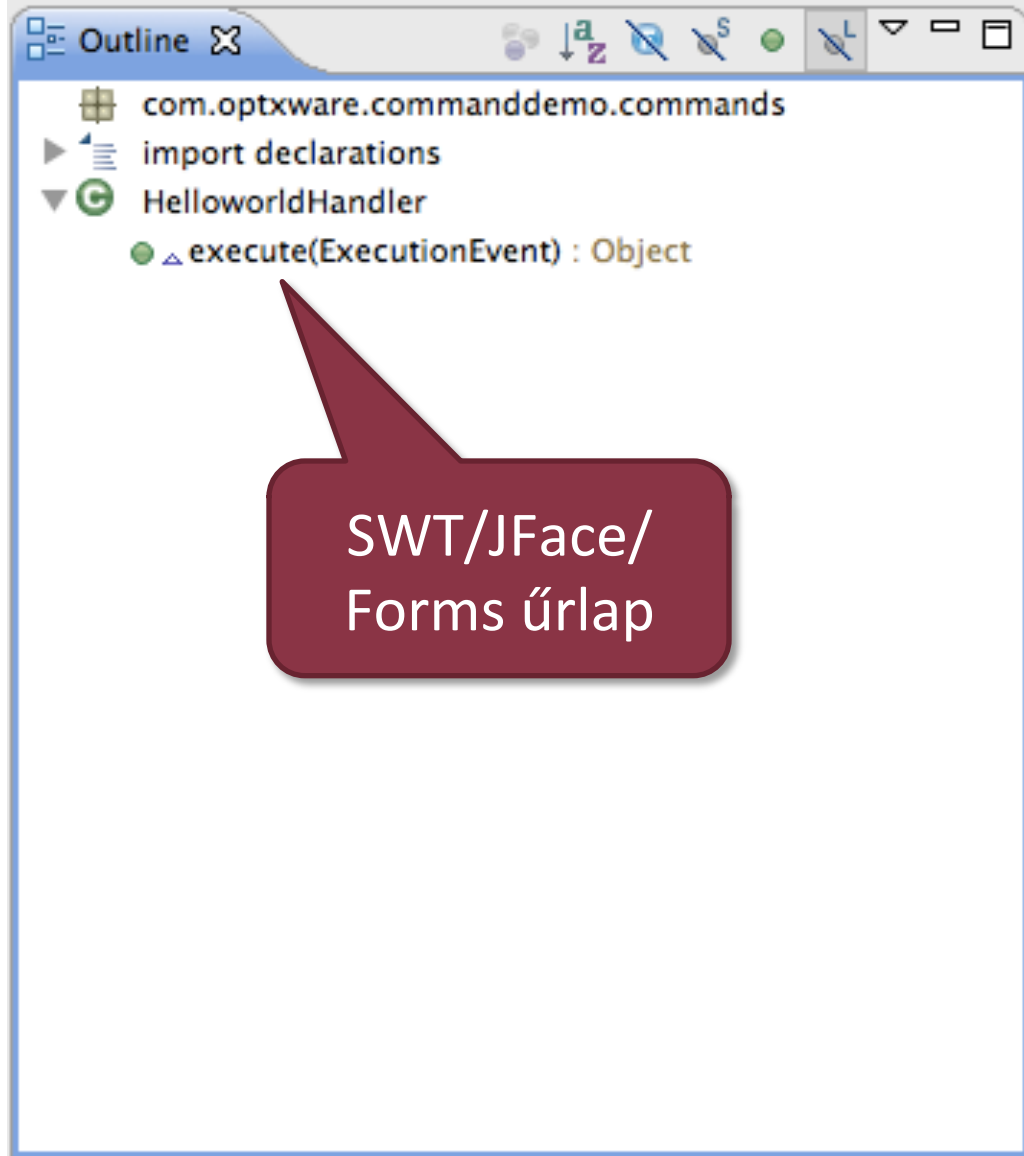 Outline
com.optxware.commanddemo.commands
import declarations
HelloworldHandler
execute(ExecutionEvent) : Object
SWT/JFace/
Forms űrlap